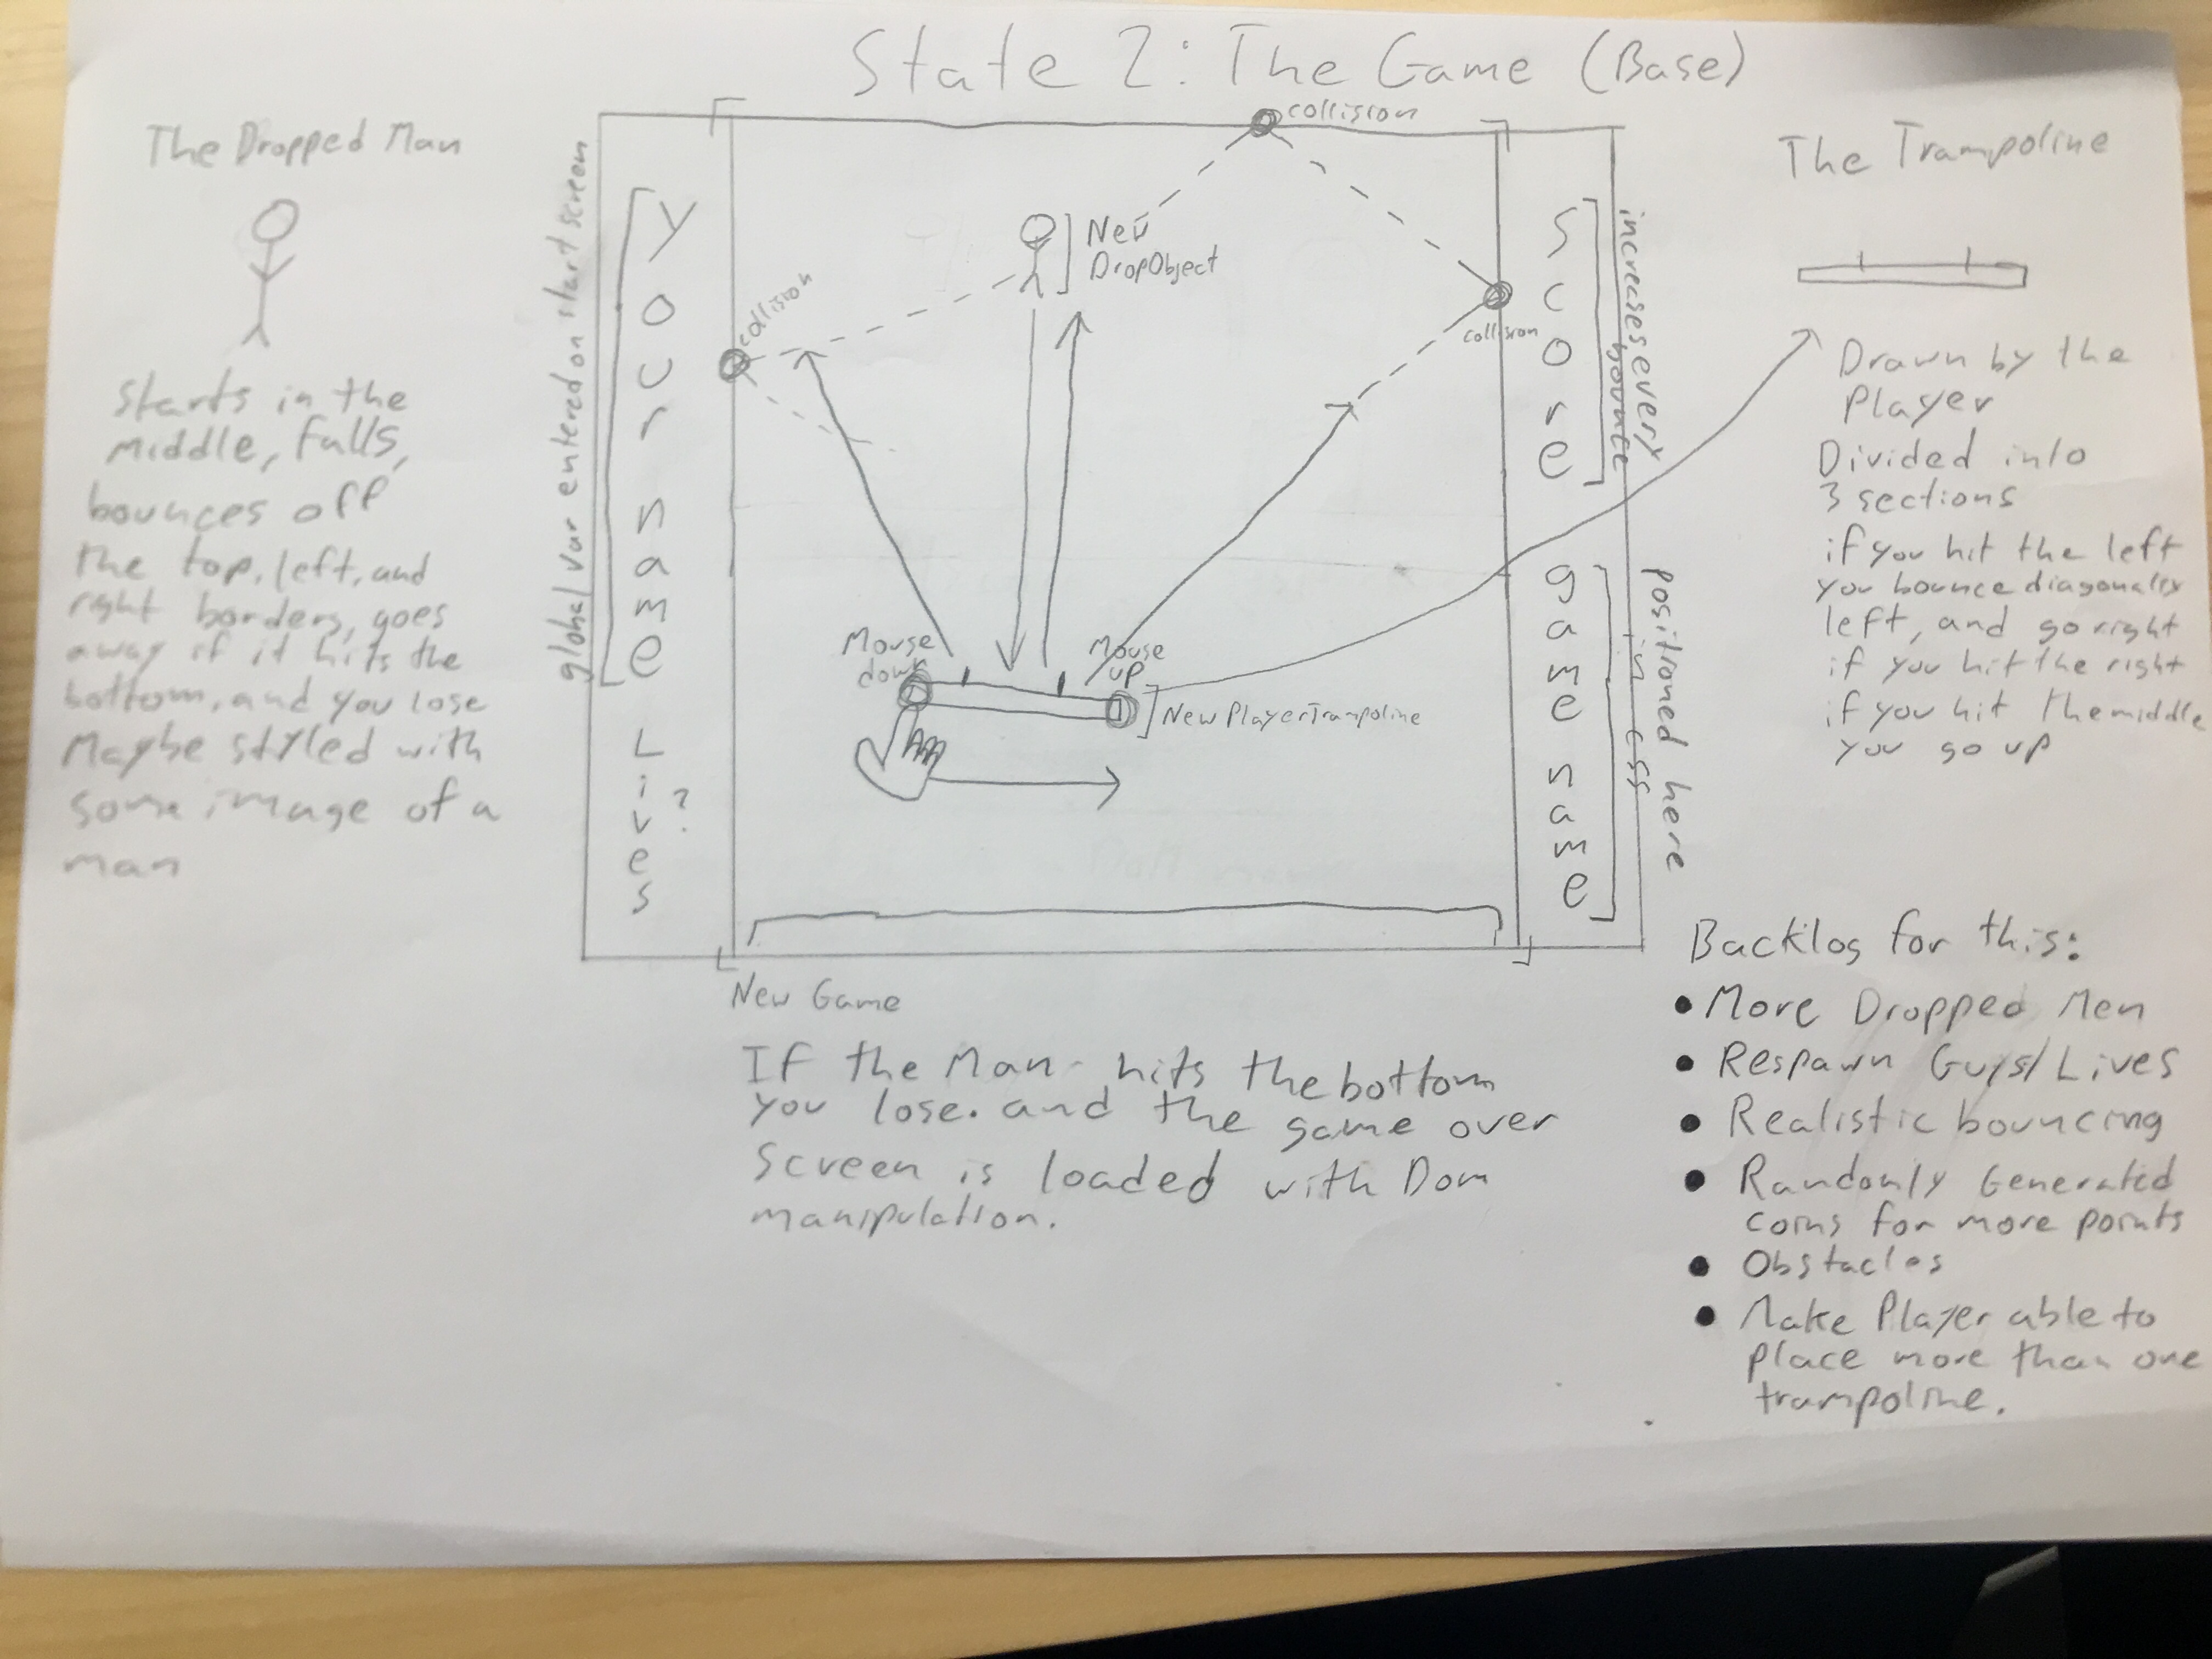 State 2: The Game (Base)
The Dropped Man
Starts in the
Middle, falls,
bounces off
the top, left, and
right borders, goes
away if it hits the
bottom, and you lose
Maybe styled with
some image of a
man
global var entered on start screen
Your name
Lives
?
collision
collision
collision
New
DropObject
Mouse
down
Mouse
up
New PlayerTrampoline
Score
increases every
bounce
game name
positioned here
in css
New Game
If the Man hits the bottom
you lose. and the game over
screen is loaded with Dom
manipulation.
The Trampoline
Drawn by the
Player
Divided into
3 sections
if you hit the left
you bounce diagonally
left, and go right
if you hit the right
if you hit the middle
you go up
Backlog for this:
• More Dropped Men
• Respawn Guys/Lives
• Realistic bouncing
• Randomly Generated
coins for more points
• Obstacles
• Make Player able to
place more than one
trampoline.